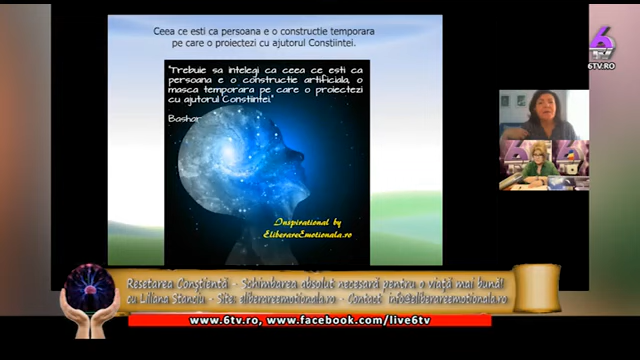 Ceea ce esti ca persoana e o constructie temporara
pe care o proiectezi cu ajutorul Constiintei.
"Trebuie sa intelegi ca ceea ce esti ca
persoana e o constructie artificiala, o
masca temporara pe care o proiectezi
cu ajutorul Constiintei."
Bashar
Inspirational by
EliberareEmotionala.ro
6
6TV.RO
Resetarea Conștientă - Schimbarea absolut necesară pentru o viață mai bună!
cu Liliana Stanciu - Site: eliberareemotionala.ro - Contact info@eliberareemotionala.ro
www.6tv.ro, www.facebook.com/live6tv